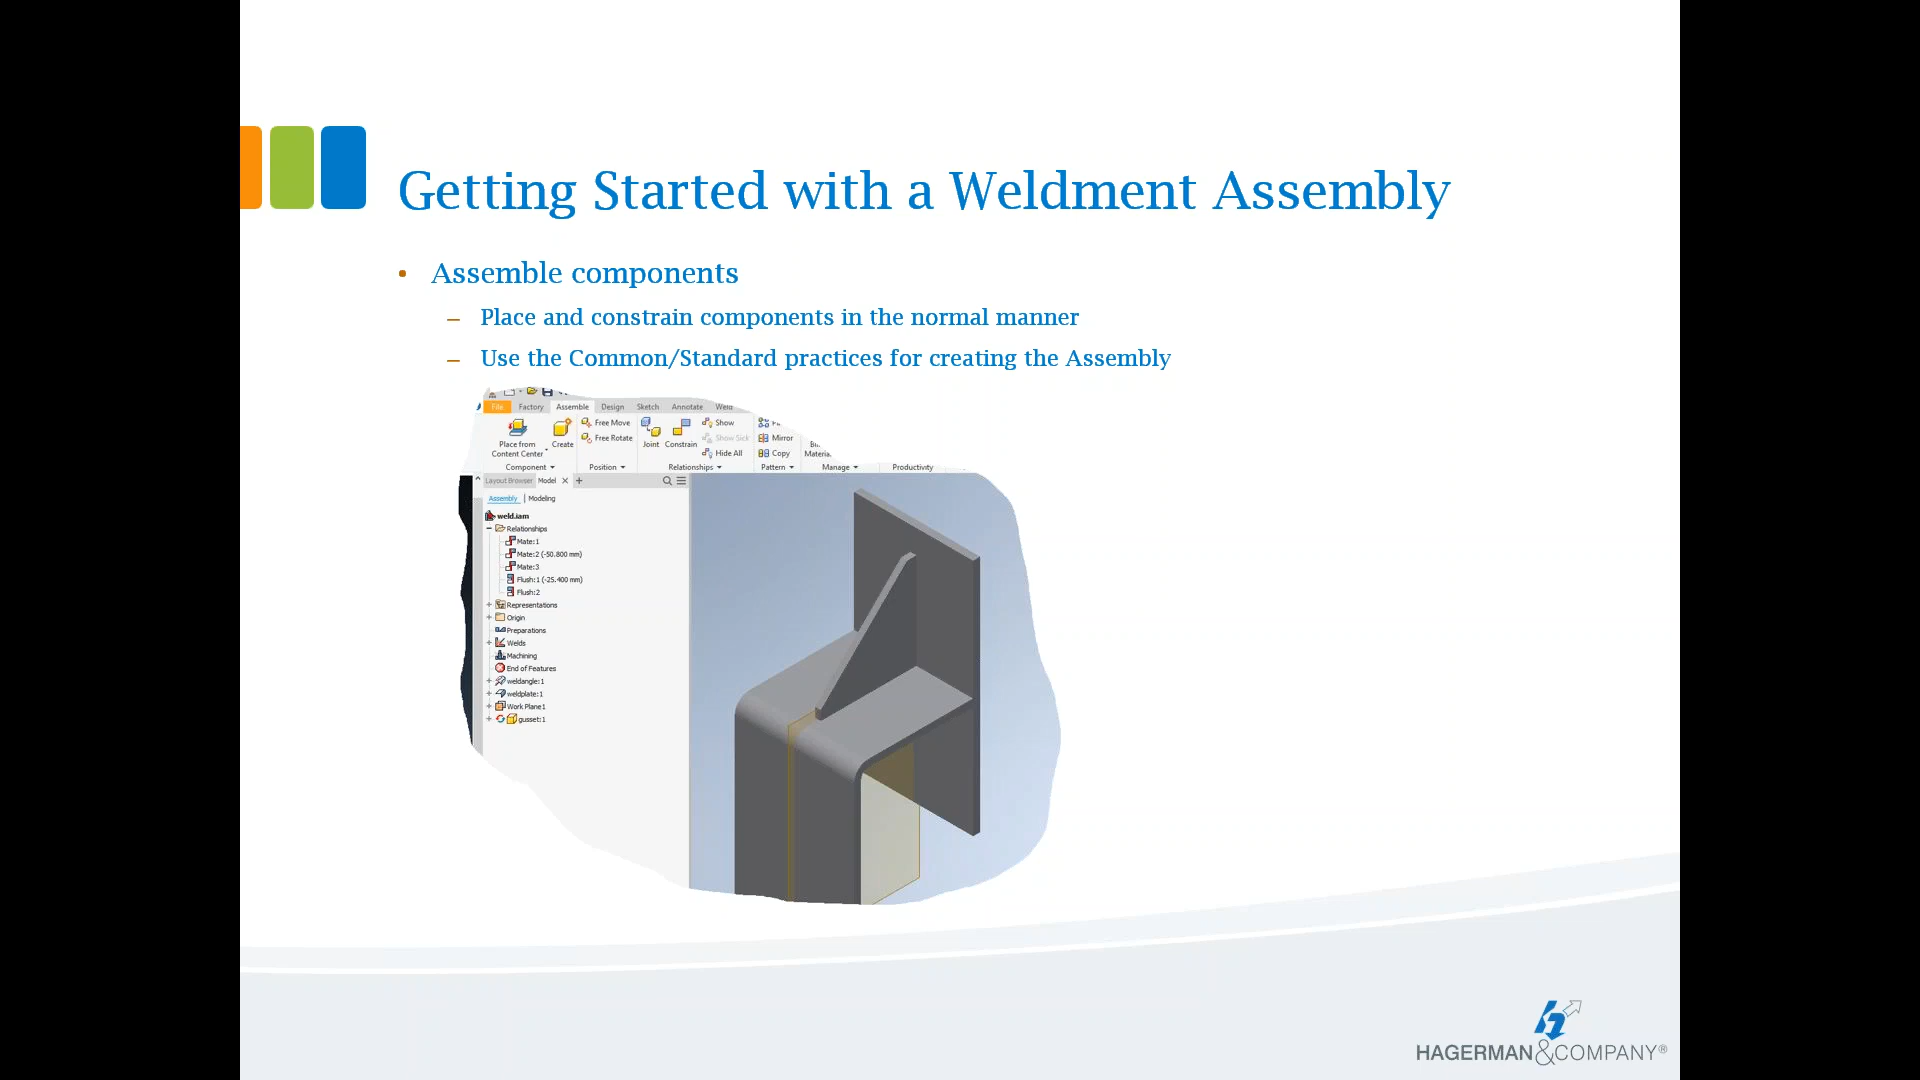 Getting Started with a Weldment Assembly
• Assemble components
– Place and constrain components in the normal manner
– Use the Common/Standard practices for creating the Assembly
File Factory Assemble Design Sketch Annotate Weld
Free Move
Show
Free Rotate
Show Sick
Mirror
Place from
Content Center
Create
Joint
Constrain
Hide All
Copy
Component
Position
Relationships
Pattern
Manage
Productivity
Layout Browser Model
Assembly | Modeling
weld.iam
Relationships
Mate:1
Mate:2 (-50.800 mm)
Mate:3
Flush:1 (-25.400 mm)
Flush:2
Representations
Origin
Preparations
Welds
Machining
End of Features
weldangle:1
weldplate:1
Work Plane1
gusset:1
HAGERMAN&COMPANY®